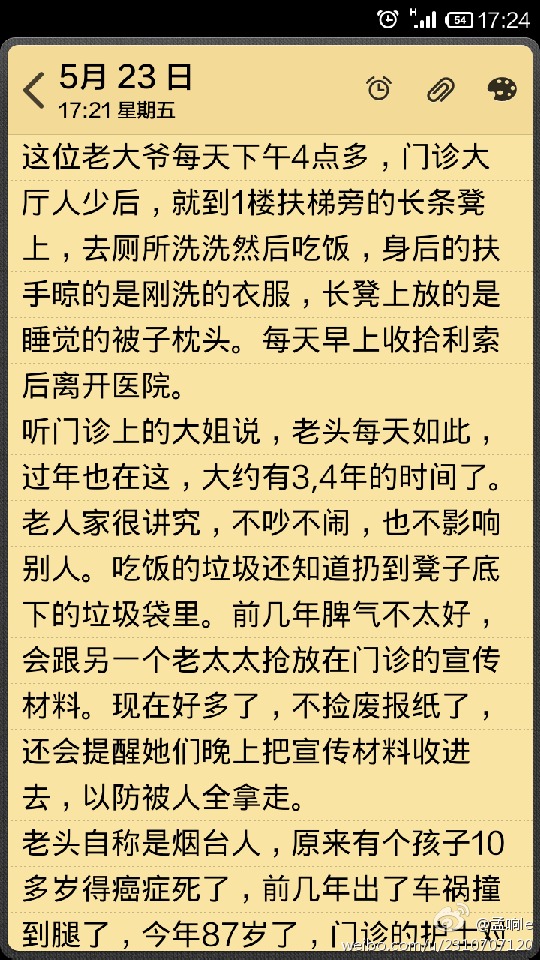 H 54 17:24
5月 23 日
17:21 星期五
这位老大爷每天下午4点多，门诊大
厅人少后，就到1楼扶梯旁的长条凳
上，去厕所洗洗然后吃饭，身后的扶
手晾的是刚洗的衣服，长凳上放的是
睡觉的被子枕头。每天早上收拾利索
后离开医院。
听门诊上的大姐说，老头每天如此，
过年也在这，大约有3,4年的时间了。
老人家很讲究，不吵不闹，也不影响
别人。吃饭的垃圾还知道扔到凳子底
下的垃圾袋里。前几年脾气不太好，
会跟另一个老太太抢放在门诊的宣传
材料。现在好多了，不捡废报纸了，
还会提醒她们晚上把宣传材料收进
去，以防被人全拿走。
老头自称是烟台人，原来有个孩子10
多岁得癌症死了，前几年出了车祸撞
到腿了，今年87岁了，门诊的护士对
@孟响le
weibo.com/u/2310707120